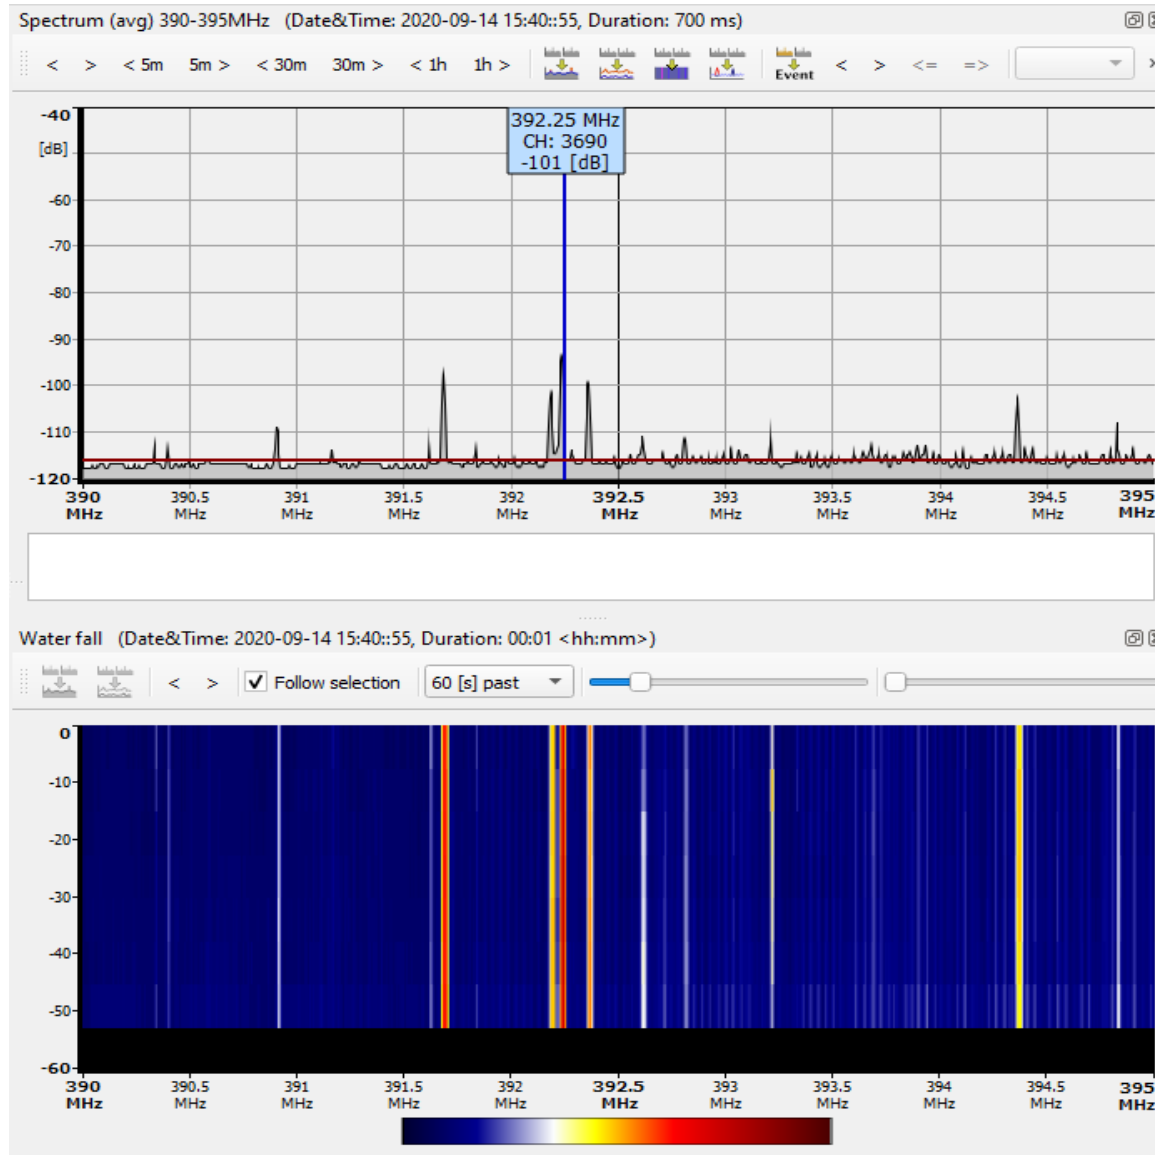 Spectrum (avg) 390-395MHz (Date&Time: 2020-09-14 15:40::55, Duration: 700 ms)
< > < 5m 5m > < 30m 30m > < 1h 1h > Event < > <= =>
-40
[dB]
-60
-70
-80
-90
-100
-110
-120
392.25 MHz
CH: 3690
-101 [dB]
390 390.5 391 391.5 392 392.5 393 393.5 394 394.5 395
MHz MHz MHz MHz MHz MHz MHz MHz MHz MHz MHz
Water fall (Date&Time: 2020-09-14 15:40::55, Duration: 00:01 <hh:mm>)
< > Follow selection 60 [s] past
0
-10
-20
-30
-40
-50
-60
390 390.5 391 391.5 392 392.5 393 393.5 394 394.5 395
MHz MHz MHz MHz MHz MHz MHz MHz MHz MHz MHz